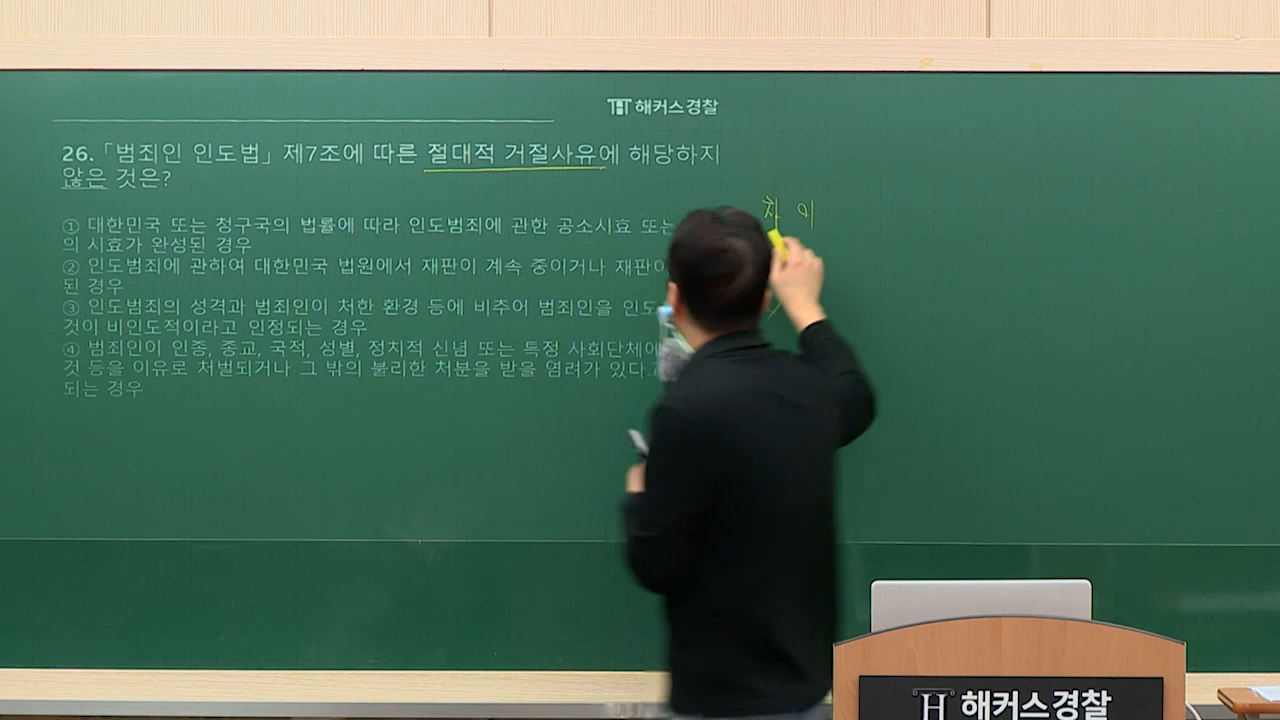 해커스경찰
26. 「범죄인 인도법」 제7조에 따른 절대적 거절사유에 해당하지
않은 것은?
① 대한민국 또는 청구국의 법률에 따라 인도범죄에 관한 공소시효 또는
의 시효가 완성된 경우
② 인도범죄에 관하여 대한민국 법원에서 재판이 계속 중이거나 재판이
된 경우
③ 인도범죄의 성격과 범죄인이 처한 환경 등에 비추어 범죄인을 인도
것이 비인도적이라고 인정되는 경우
④ 범죄인이 인종, 종교, 국적, 성별, 정치적 신념 또는 특정 사회단체에
것 등을 이유로 처벌되거나 그 밖의 불리한 처분을 받을 염려가 있다
되는 경우
해커스경찰